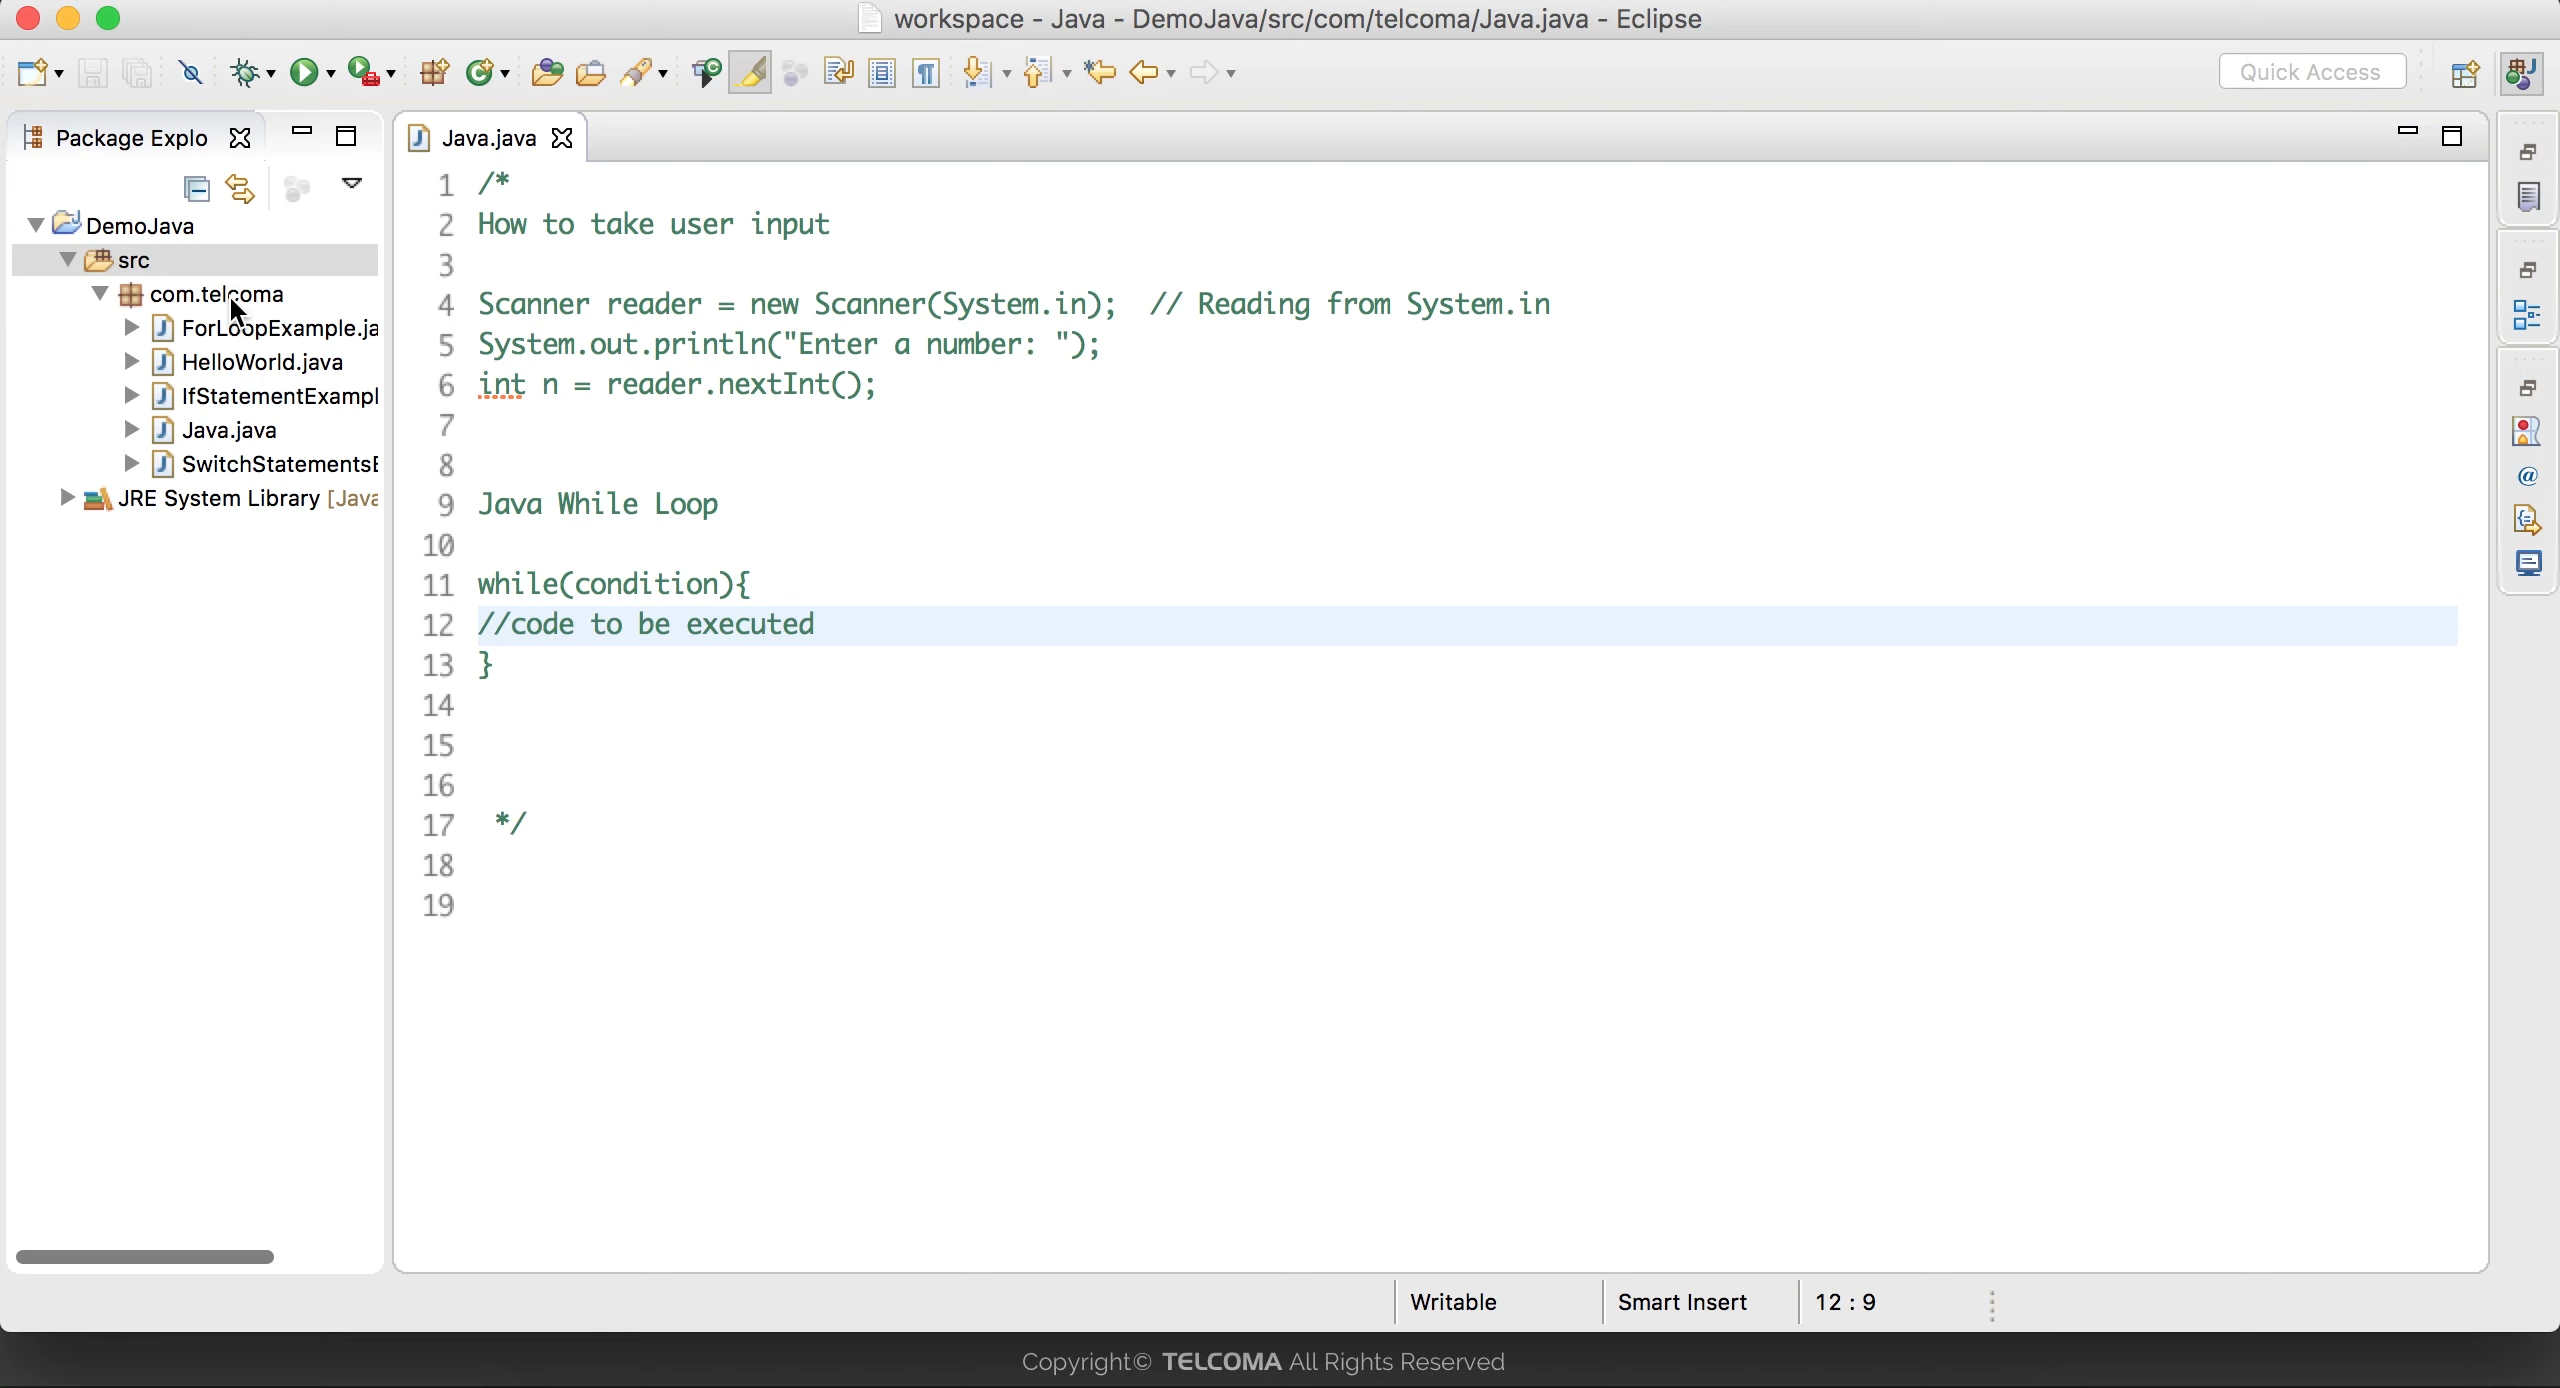 workspace - Java - DemoJava/src/com/telcoma/Java.java - Eclipse
Quick Access
Package Explo
Java.java
DemoJava
src
com.telcoma
ForLoopExample.ja
HelloWorld.java
IfStatementExampl
Java.java
SwitchStatementsE
JRE System Library [Java
1 /*
2 How to take user input
3
4 Scanner reader = new Scanner(System.in);  // Reading from System.in
5 System.out.println("Enter a number: ");
6 int n = reader.nextInt();
7
8
9 Java While Loop
10
11 while(condition){
12 //code to be executed
13 }
14
15
16
17  */
18
19
Writable
Smart Insert
12 : 9
Copyright© TELCOMA All Rights Reserved